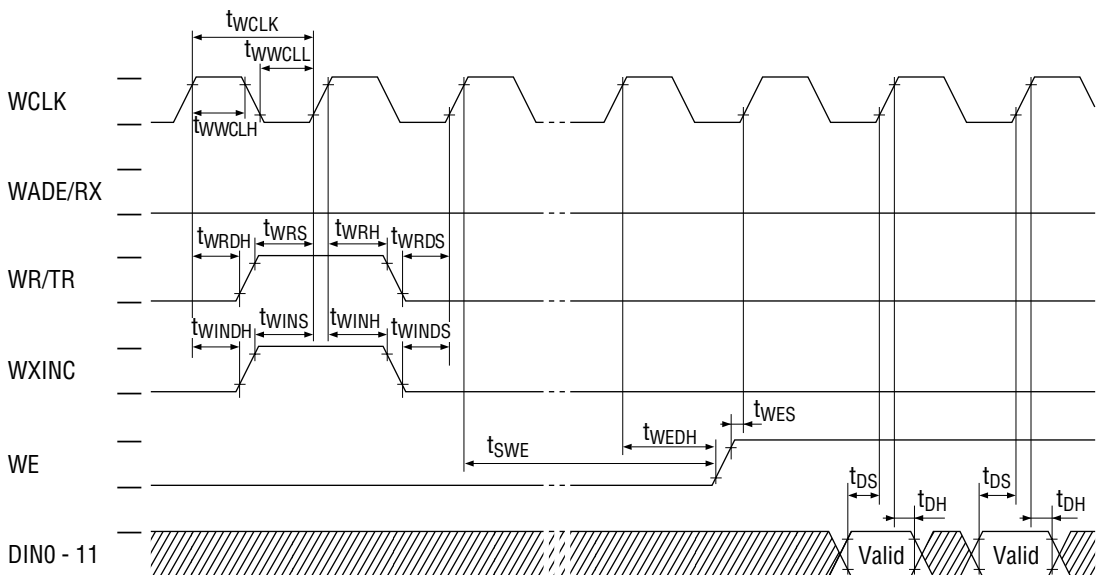 tWCLK
tWWCLL
WCLK
tWWCLH
WADE/RX
tWRDH tWRS tWRH tWRDS
WR/TR
tWINDH tWINS tWINH tWINDS
WXINC
tWES
tSWE tWEDH
WE
tDS tDS
tDH tDH
DIN0 - 11 Valid Valid